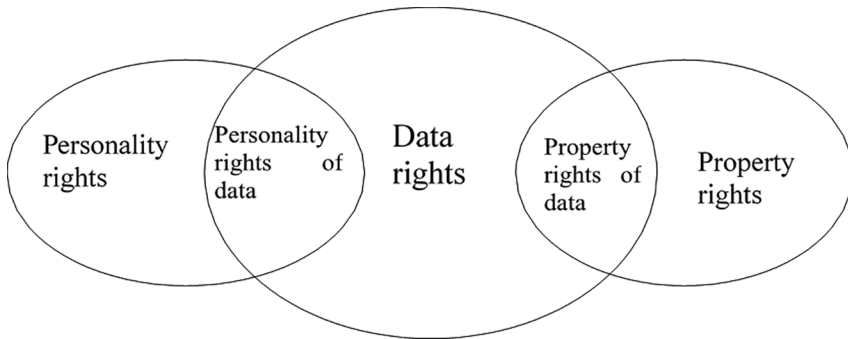 Personality
rights
Personality
rights of
data
Data
rights
Property
rights of
data
Property
rights